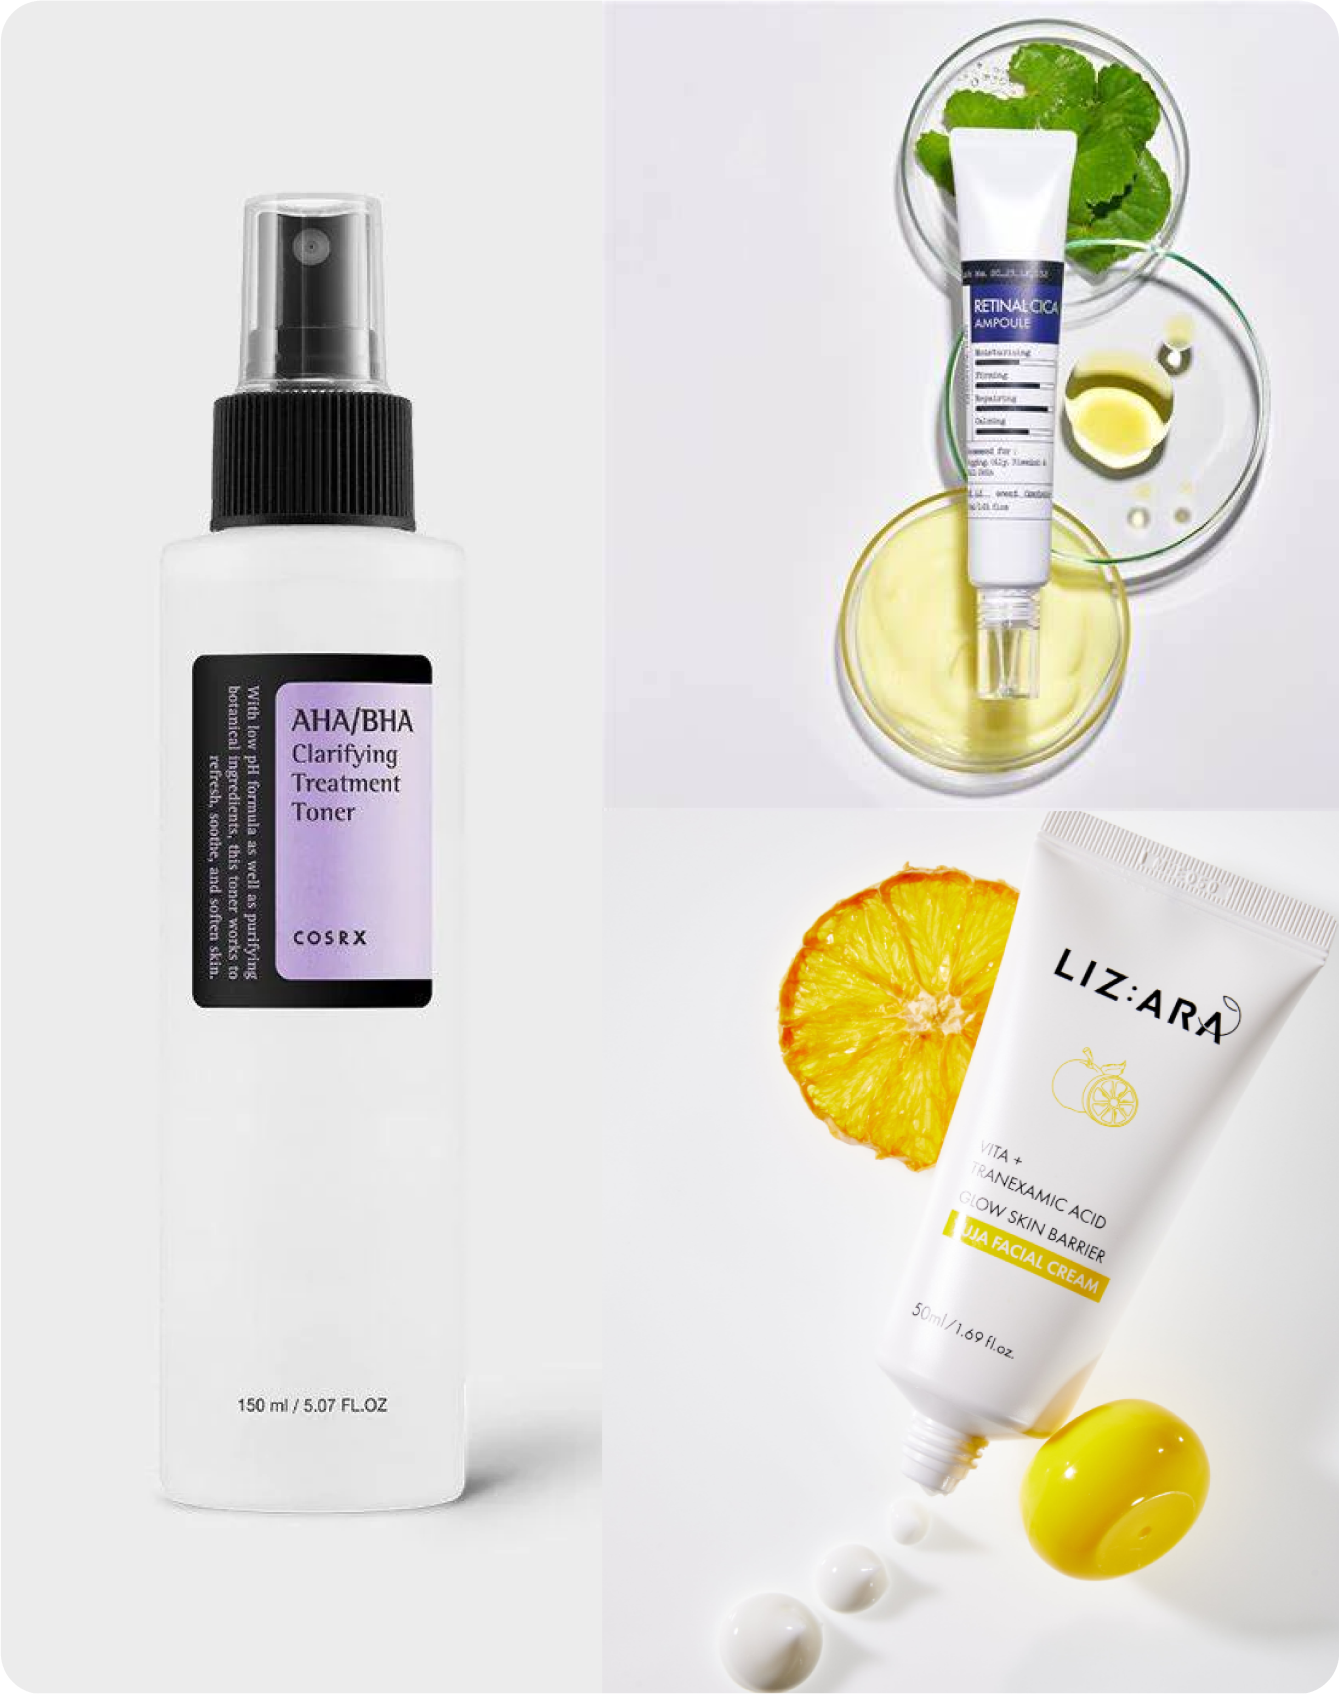 AHA/BHA
Clarifying
Treatment
Toner
COSRX
With low pH formula as well as purifying
botanical ingredients, this toner works to
refresh, soothe, and soften skin.
150 ml / 5.07 FL.OZ
RETINAL CICA
AMPOULE
Moisturising
Firming
Repairing
Calming
LIZ:ARA
VITA +
TRANEXAMIC ACID
GLOW SKIN BARRIER
FACIAL CREAM
50ml/1.69 fl.oz.